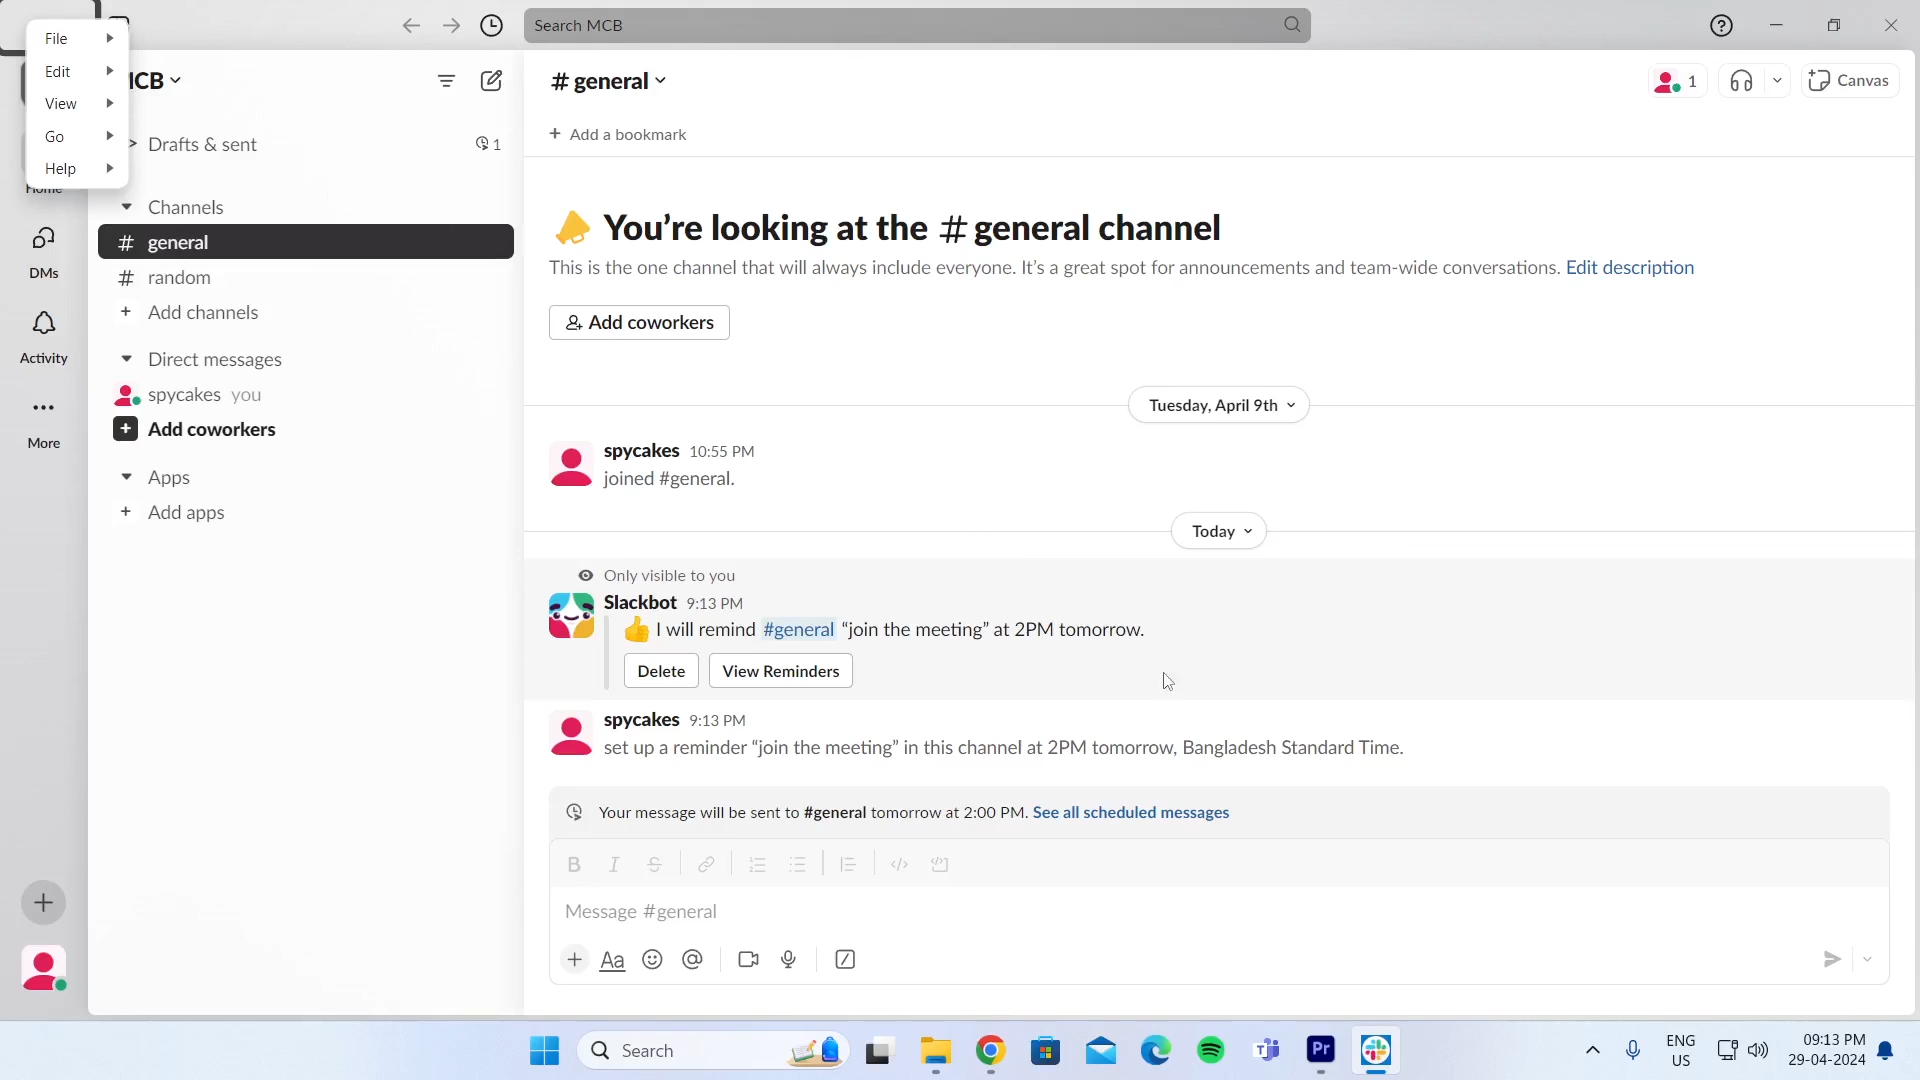 File
Edit
View
Go
Help
Search MCB
MCB
# general
1
Canvas
+ Add a bookmark
Drafts & sent
1
Home
DMs
Activity
More
Channels
# general
# random
+ Add channels
Direct messages
spycakes you
+ Add coworkers
Apps
+ Add apps
You’re looking at the # general channel
This is the one channel that will always include everyone. It’s a great spot for announcements and team-wide conversations. Edit description
Add coworkers
Tuesday, April 9th
spycakes 10:55 PM
joined #general.
Today
Only visible to you
Slackbot 9:13 PM
I will remind #general “join the meeting” at 2PM tomorrow.
Delete
View Reminders
spycakes 9:13 PM
set up a reminder “join the meeting” in this channel at 2PM tomorrow, Bangladesh Standard Time.
Your message will be sent to #general tomorrow at 2:00 PM. See all scheduled messages
Message #general
Aa
Search
Pr
ENG
US
09:13 PM
29-04-2024